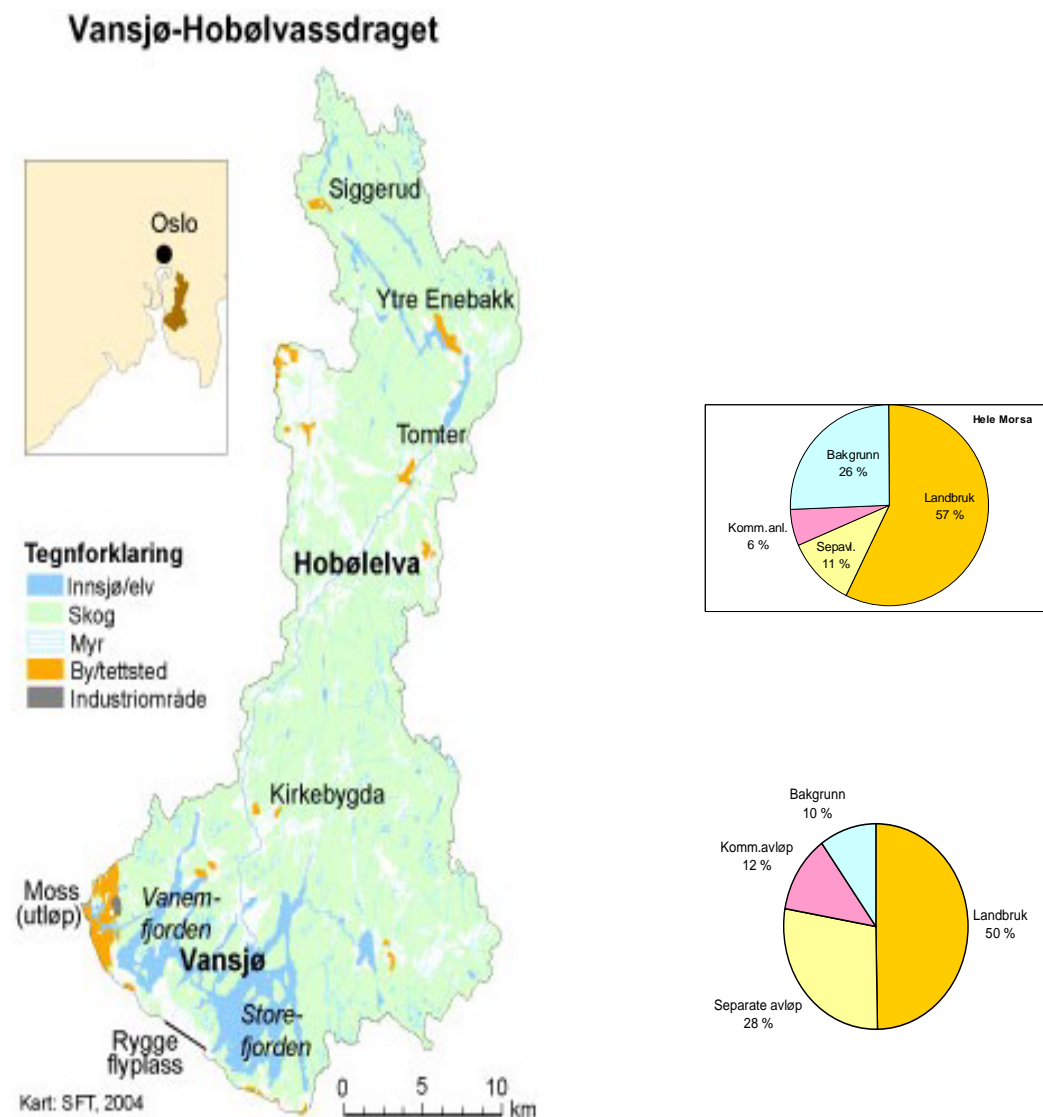 Vansjø-Hobølvassdraget
Oslo
Siggerud
Ytre Enebakk
Tomter
Hobølelva
Tegnforklaring
Innsjø/elv
Skog
Myr
By/tettsted
Industriområde
Kirkebygda
Moss
(utløp)
Vanem-
fjorden
Vansjø
Store-
fjorden
Rygge
flyplass
0 5 10
km
Kart: SFT, 2004
Hele Morsa
Bakgrunn
26 %
Landbruk
57 %
Komm.anl.
6 %
Sepavl.
11 %
Bakgrunn
10 %
Komm.avløp
12 %
Landbruk
50 %
Separate avløp
28 %